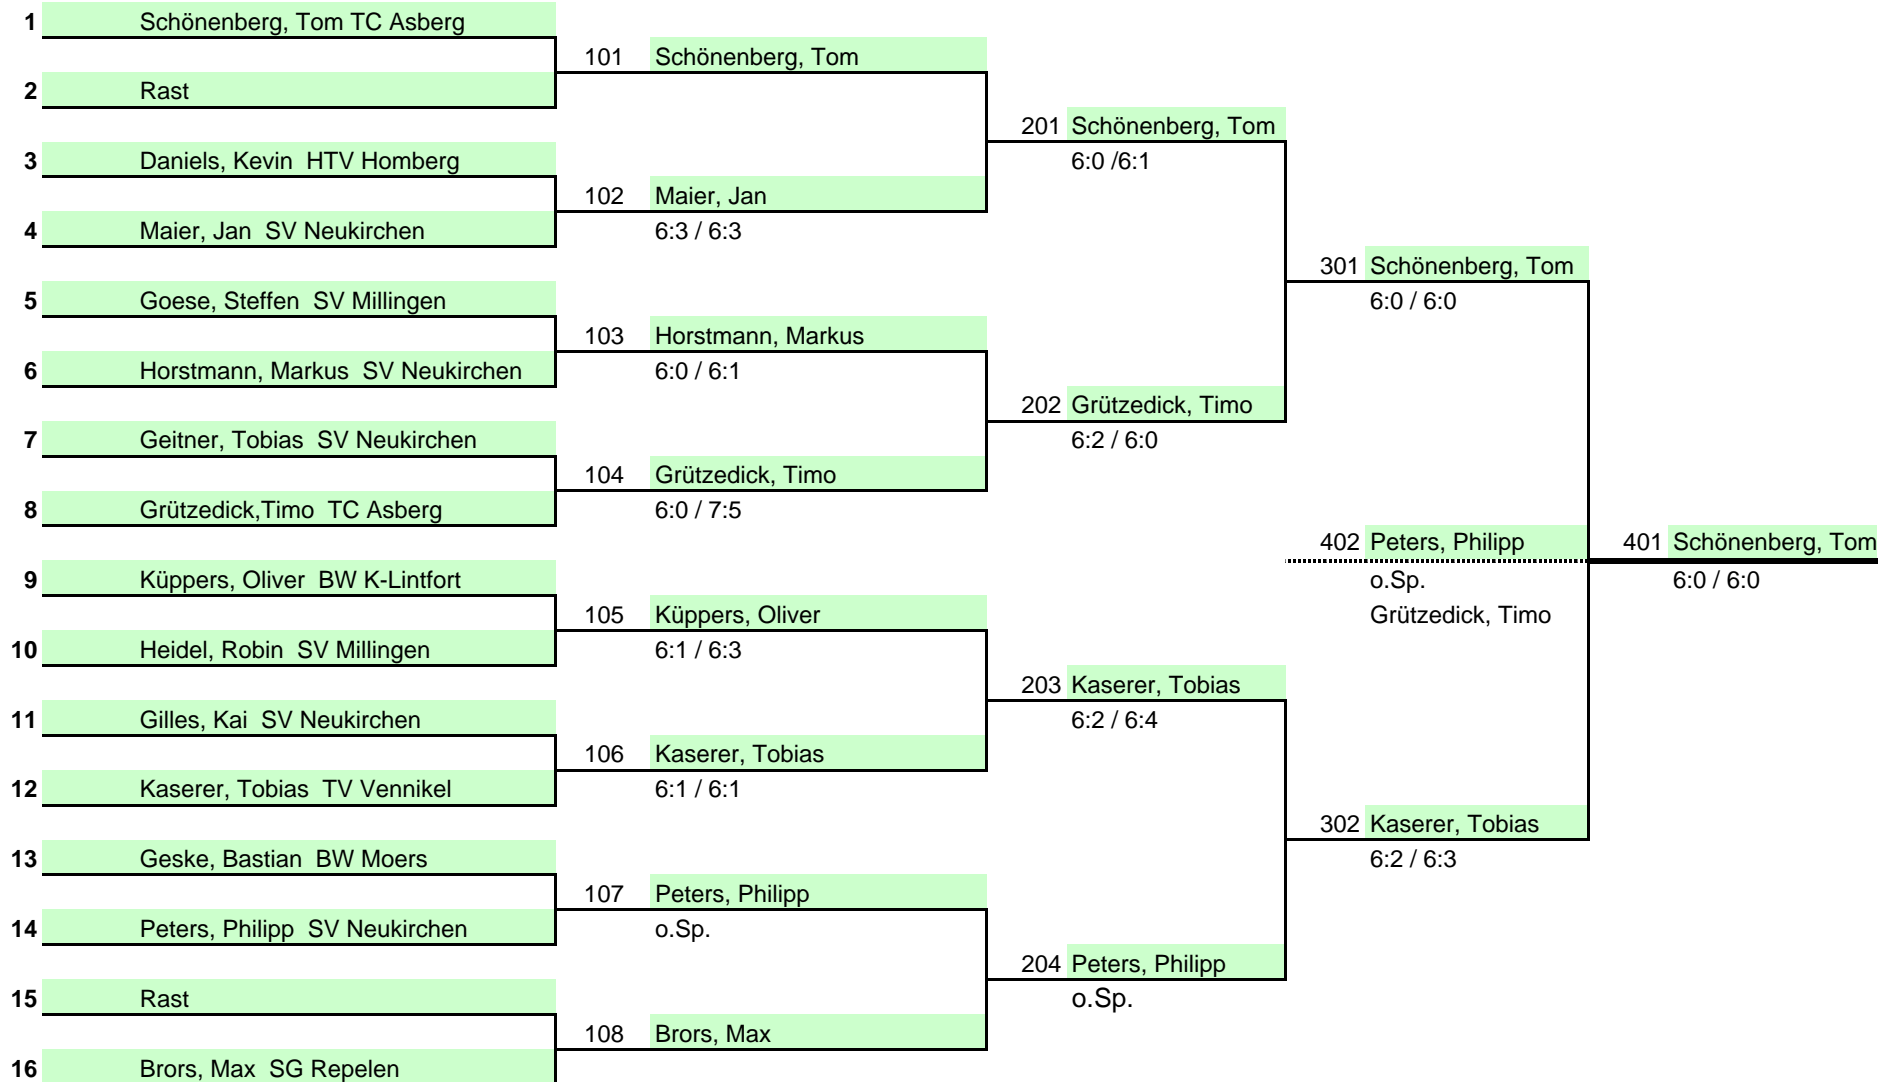 1 Schönenberg, Tom TC Asberg
101 Schönenberg, Tom
2 Rast
201 Schönenberg, Tom
3 Daniels, Kevin HTV Homberg
6:0 /6:1
102 Maier, Jan
4 Maier, Jan SV Neukirchen
6:3 / 6:3
301 Schönenberg, Tom
5 Goese, Steffen SV Millingen
6:0 / 6:0
103 Horstmann, Markus
6 Horstmann, Markus SV Neukirchen
6:0 / 6:1
202 Grützedick, Timo
7 Geitner, Tobias SV Neukirchen
6:2 / 6:0
104 Grützedick, Timo
8 Grützedick,Timo TC Asberg
6:0 / 7:5
402 Peters, Philipp
401 Schönenberg, Tom
9 Küppers, Oliver BW K-Lintfort
o.Sp.
6:0 / 6:0
105 Küppers, Oliver
Grützedick, Timo
10 Heidel, Robin SV Millingen
6:1 / 6:3
203 Kaserer, Tobias
11 Gilles, Kai SV Neukirchen
6:2 / 6:4
106 Kaserer, Tobias
12 Kaserer, Tobias TV Vennikel
6:1 / 6:1
302 Kaserer, Tobias
13 Geske, Bastian BW Moers
6:2 / 6:3
107 Peters, Philipp
14 Peters, Philipp SV Neukirchen
o.Sp.
204 Peters, Philipp
15 Rast
o.Sp.
108 Brors, Max
16 Brors, Max SG Repelen